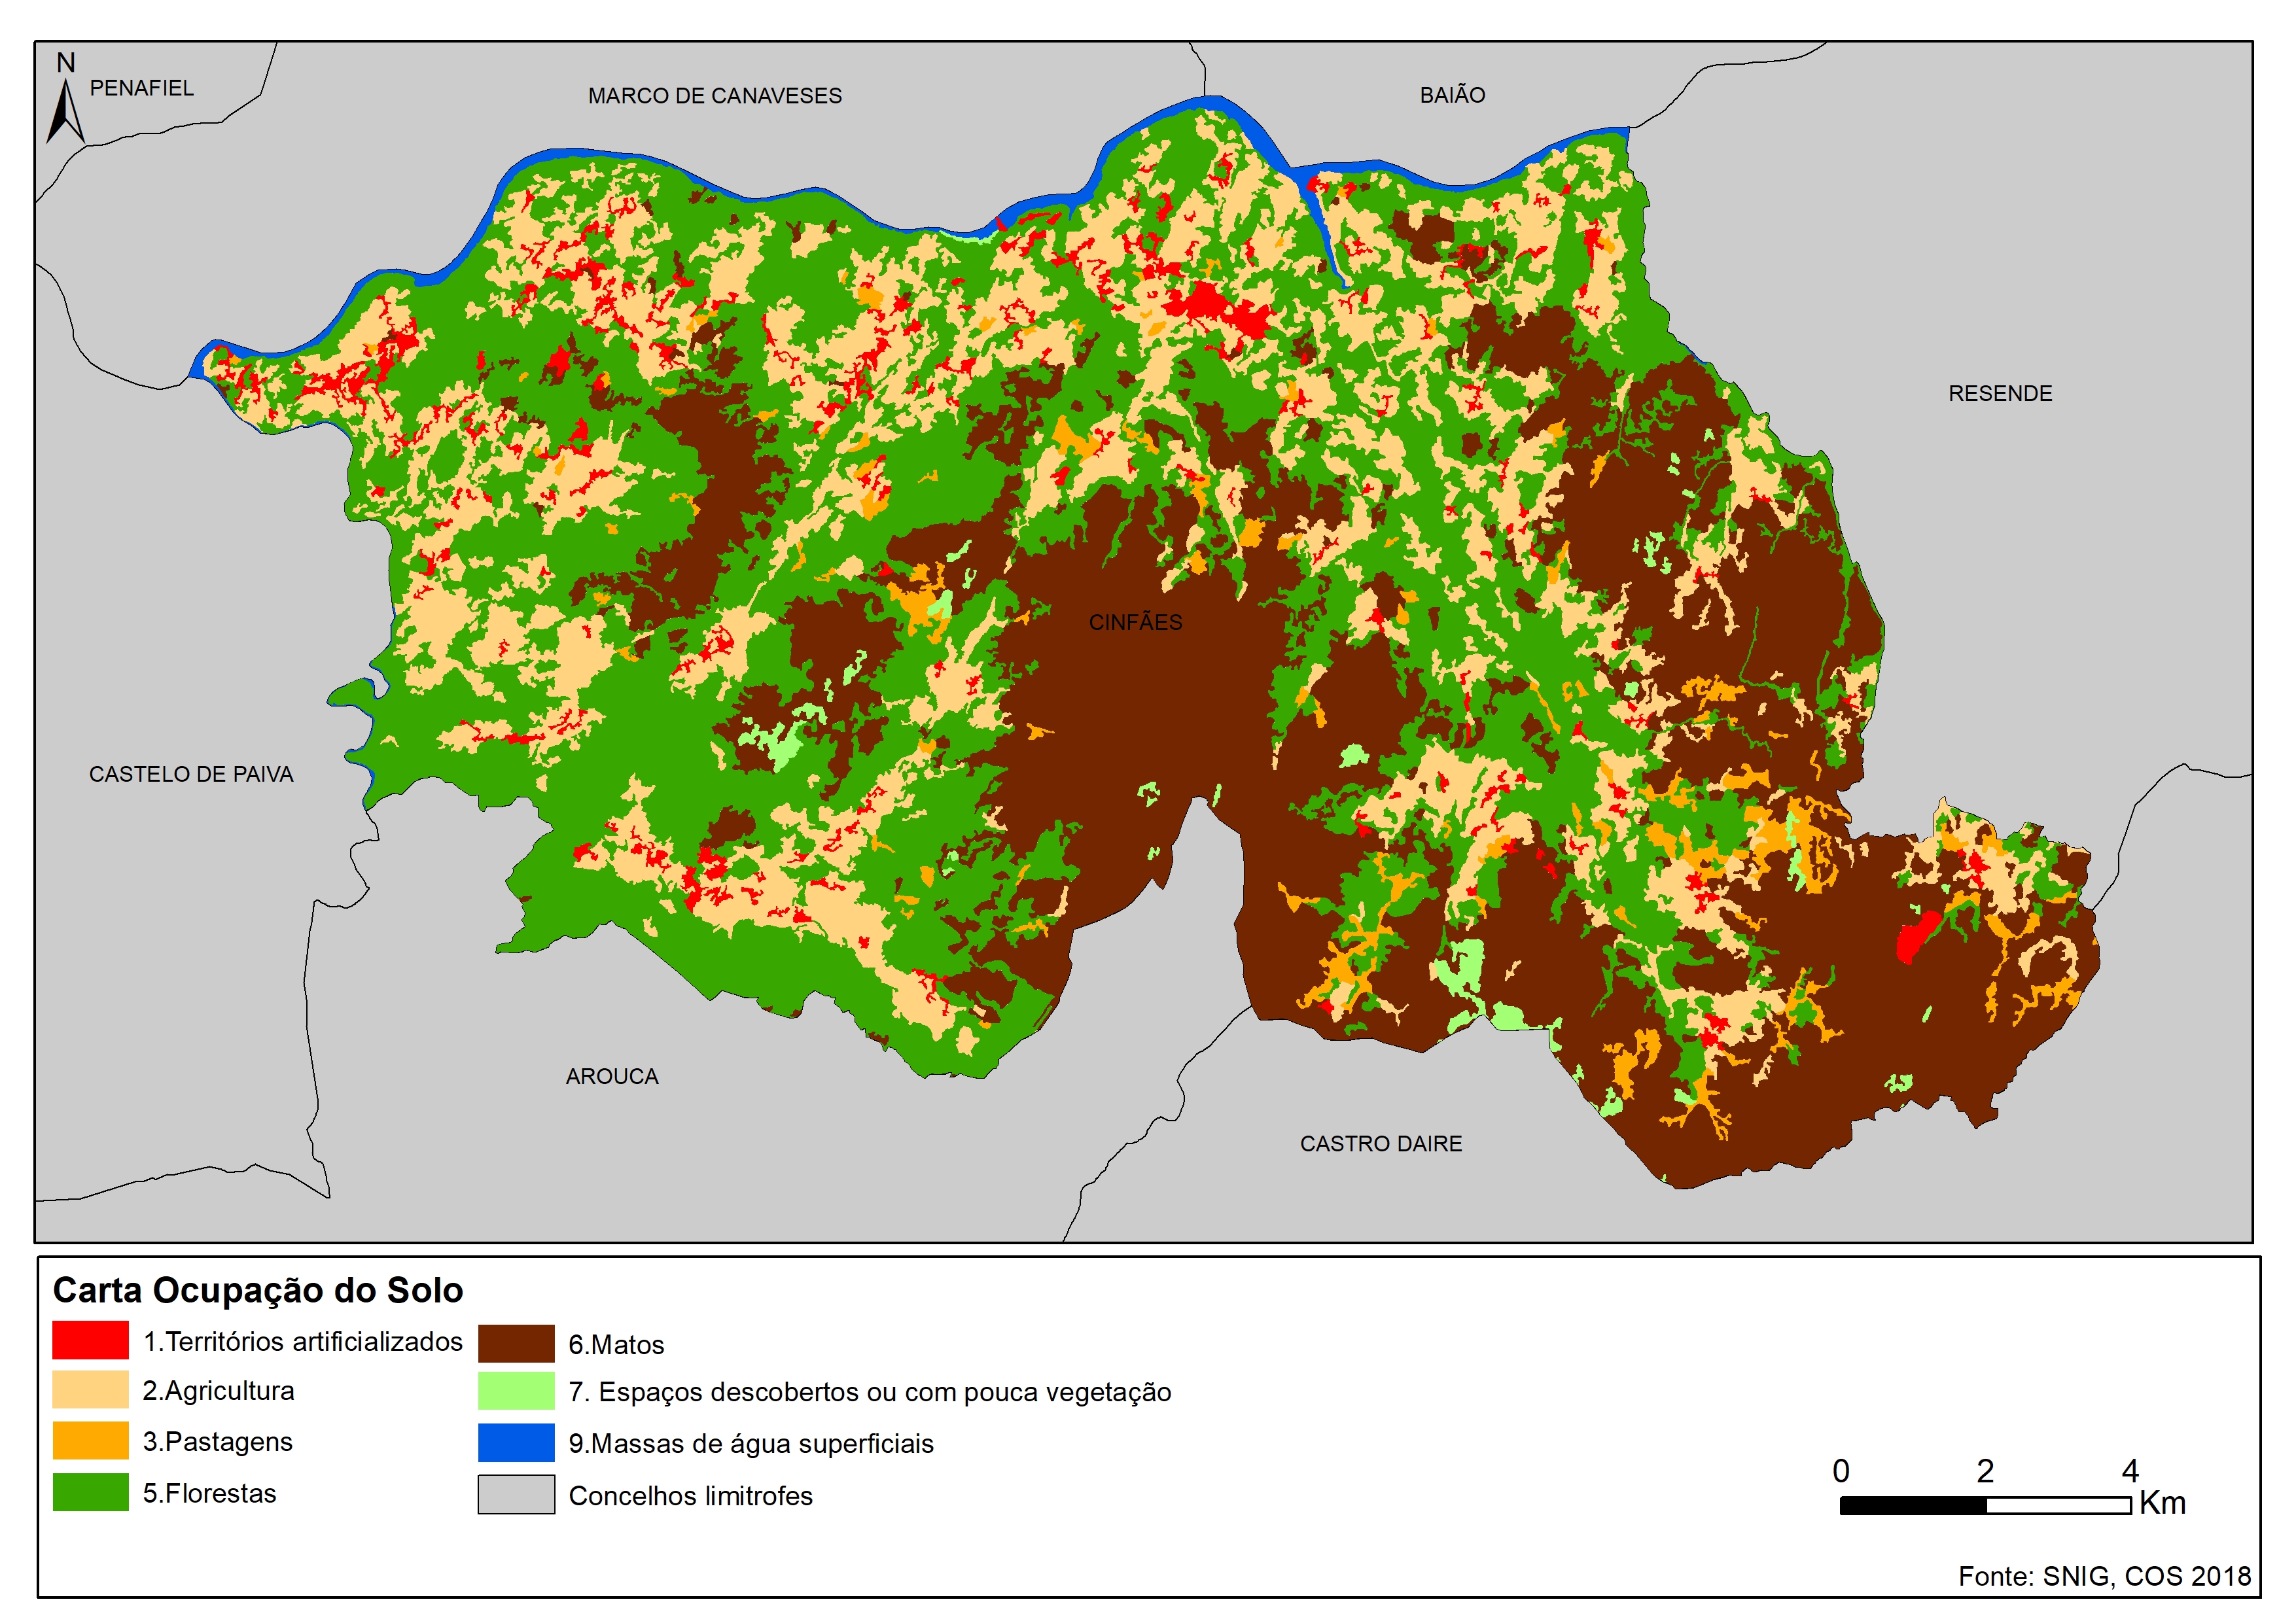 N
PENAFIEL
MARCO DE CANAVESES
BAIÃO
RESENDE
CINFÃES
CASTELO DE PAIVA
AROUCA
CASTRO DAIRE
Carta Ocupação do Solo
1.Territórios artificializados
2.Agricultura
3.Pastagens
5.Florestas
6.Matos
7. Espaços descobertos ou com pouca vegetação
9.Massas de água superficiais
Concelhos limitrofes
0 2 4
Km
Fonte: SNIG, COS 2018